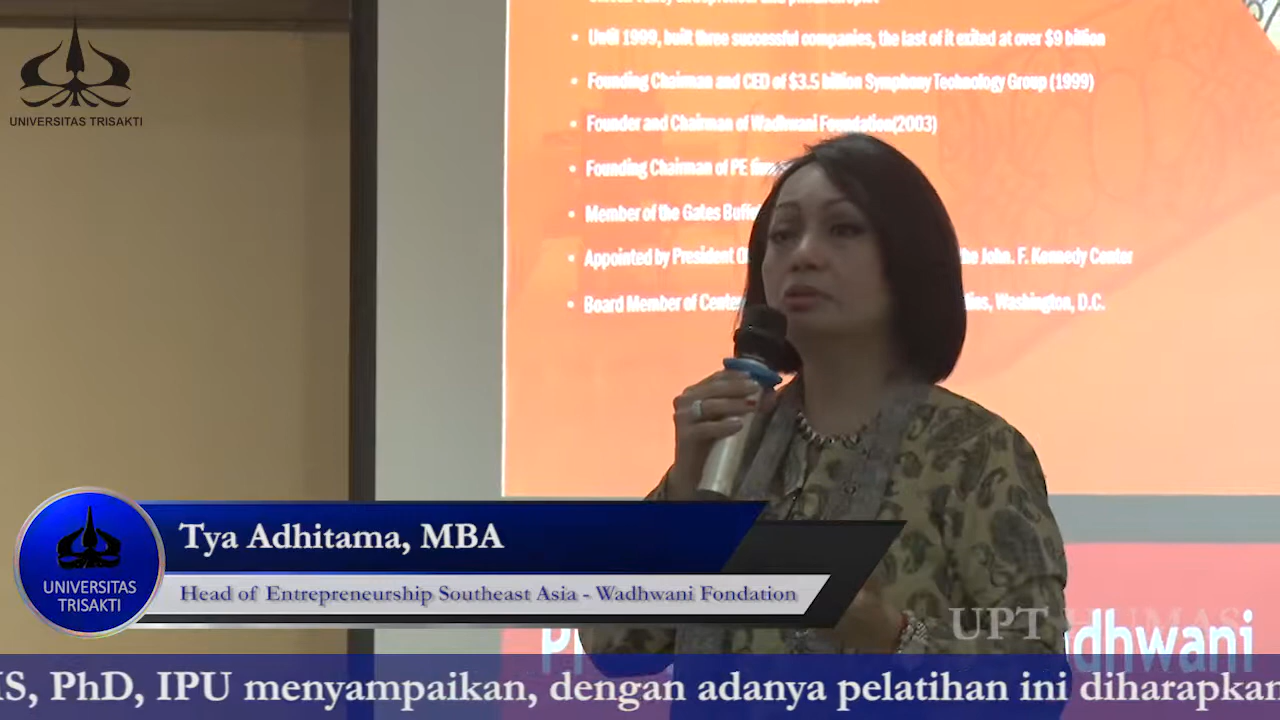 UNIVERSITAS TRISAKTI
• Until 1999, built three successful companies, the last of it exited at over $9 billion
• Founding Chairman and CEO of $3.5 billion Symphony Technology Group (1999)
• Founder and Chairman of Wadhwani Foundation(2003)
• Founding Chairman of PE
• Member of the Gates
• Appointed by President the John. F. Kennedy Center
• Board Member of Washington, D.C.
Tya Adhitama, MBA
UNIVERSITAS
TRISAKTI
Head of Entrepreneurship Southeast Asia - Wadhwani Fondation
UPT HUMAS
PhD, IPU menyampaikan, dengan adanya pelatihan ini diharapkan